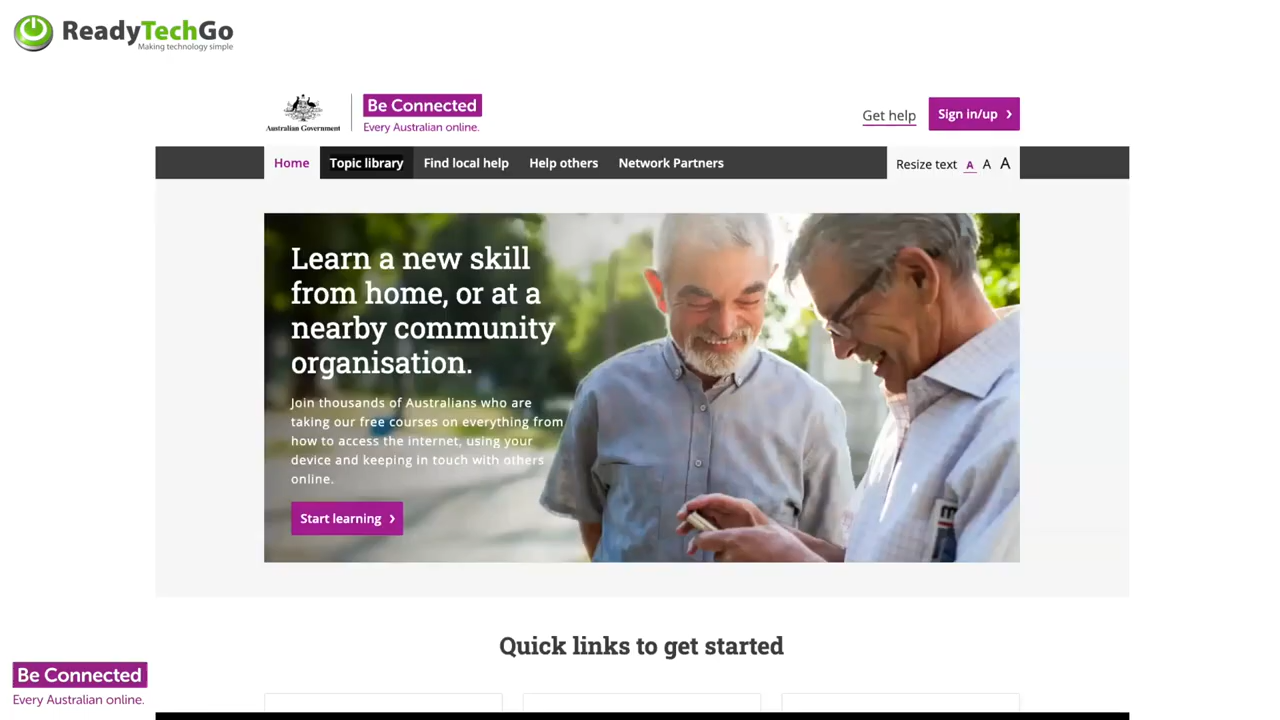 ReadyTechGo
Making technology simple
Australian Government
Be Connected
Every Australian online.
Get help
Sign in/up
Home
Topic library
Find local help
Help others
Network Partners
Resize text A A A
Learn a new skill
from home, or at a
nearby community
organisation.
Join thousands of Australians who are
taking our free courses on everything from
how to access the internet, using your
device and keeping in touch with others
online.
Start learning
Quick links to get started
Be Connected
Every Australian online.